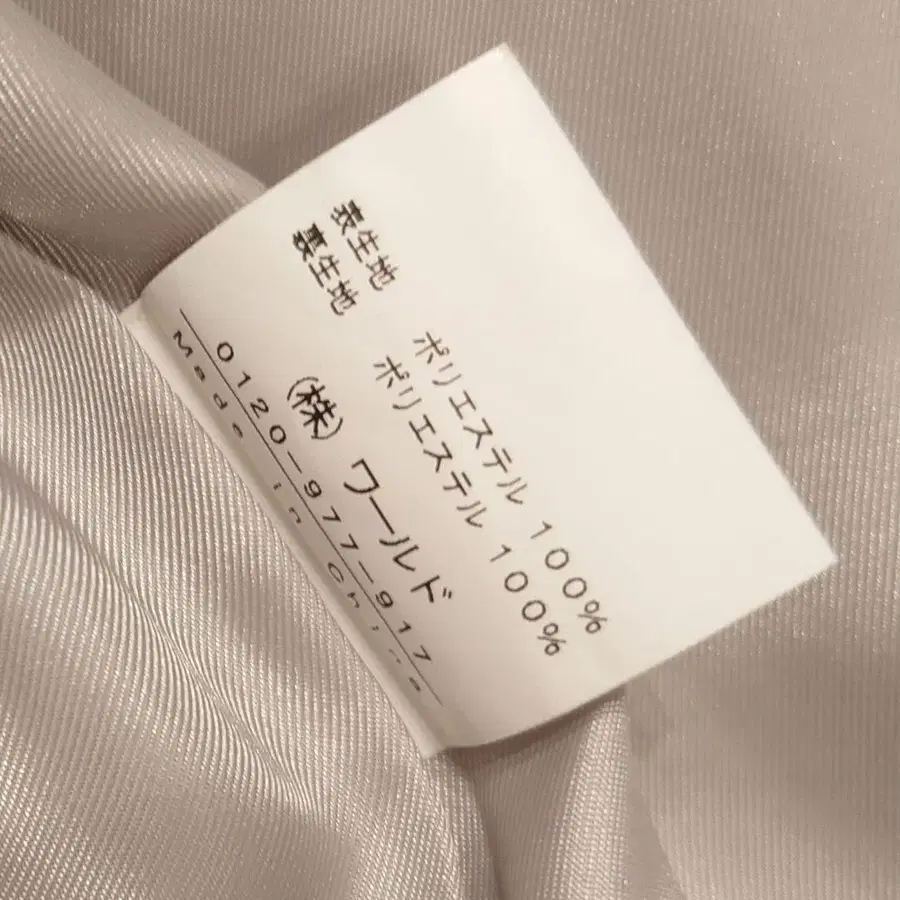 表生地 ポリエステル 100%
裏生地 ポリエステル 100%
(株) ワールド
0120-977-917
Made in China